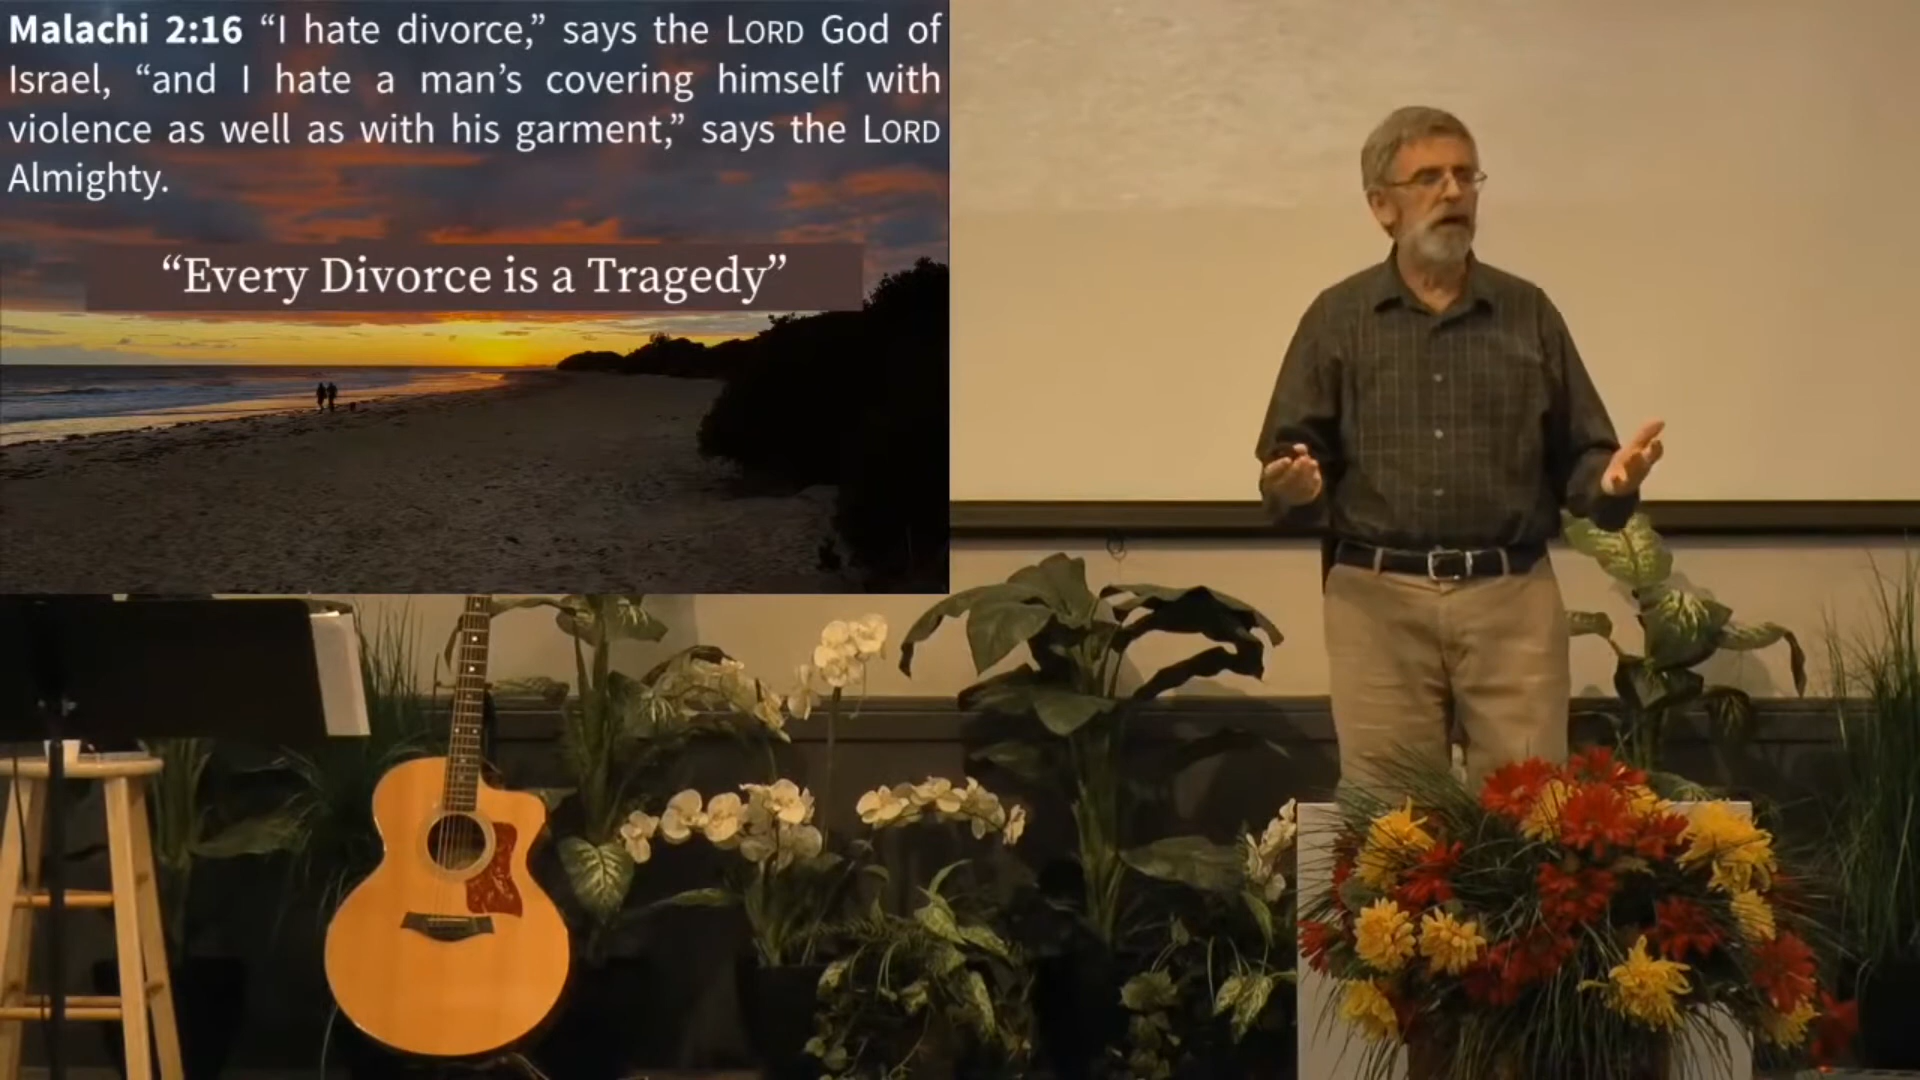 Malachi 2:16 “I hate divorce,” says the LORD God of
Israel, “and I hate a man’s covering himself with
violence as well as with his garment,” says the LORD
Almighty.
“Every Divorce is a Tragedy”